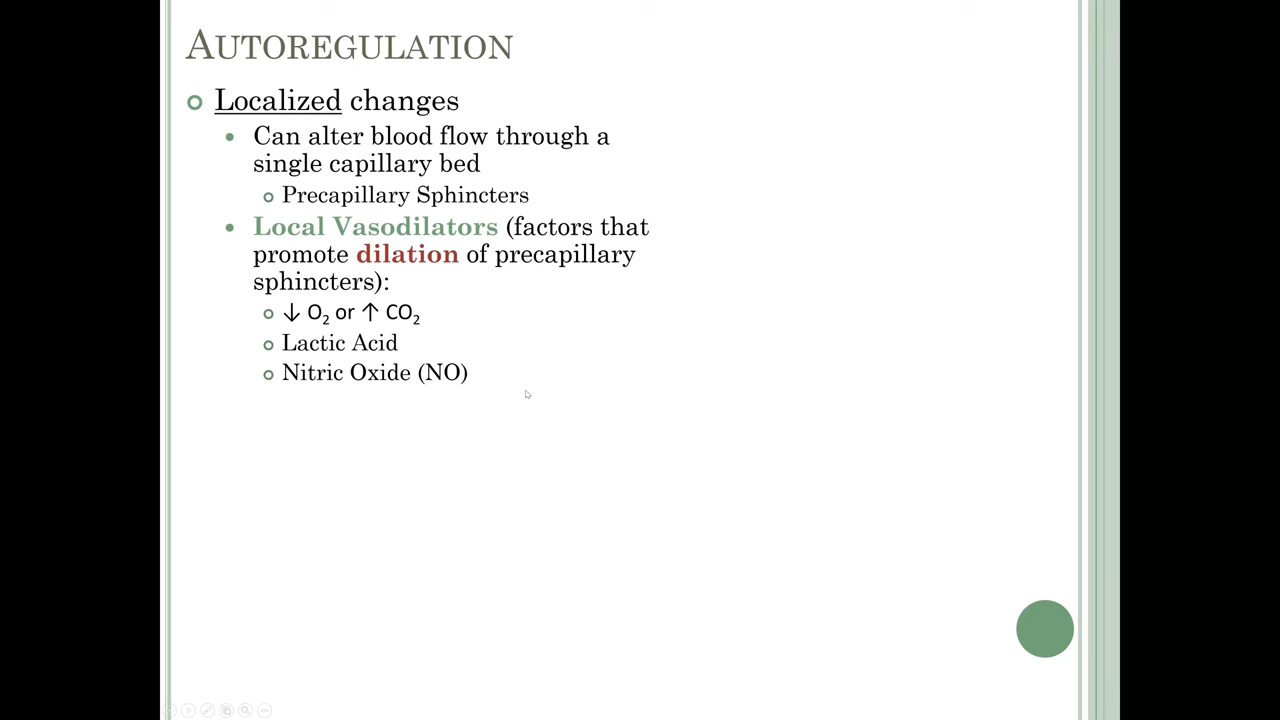 AUTOREGULATION
Localized changes
Can alter blood flow through a
single capillary bed
Precapillary Sphincters
Local Vasodilators (factors that
promote dilation of precapillary
sphincters):
↓ O₂ or ↑ CO₂
Lactic Acid
Nitric Oxide (NO)